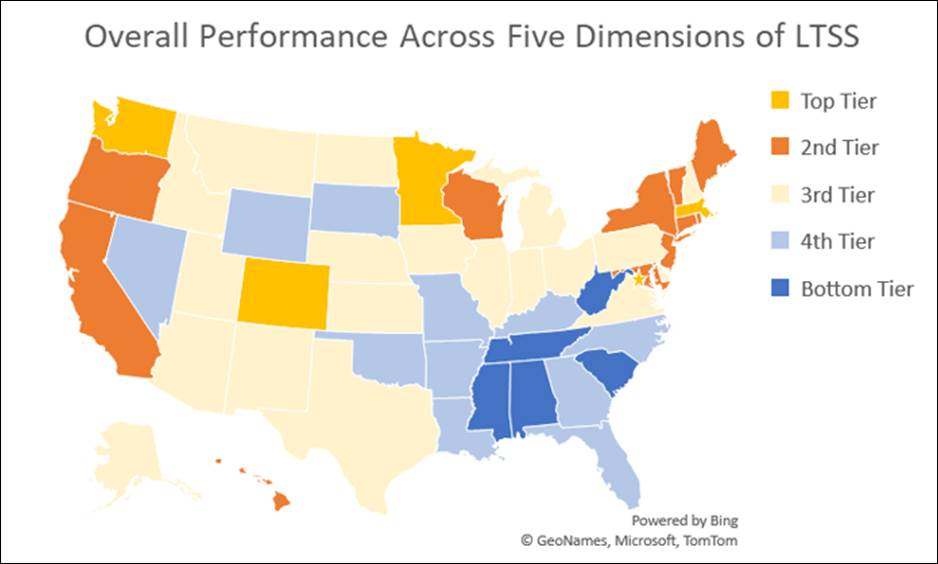 Overall Performance Across Five Dimensions of LTSS
Top Tier
2nd Tier
3rd Tier
4th Tier
Bottom Tier
Powered by Bing
© GeoNames, Microsoft, TomTom